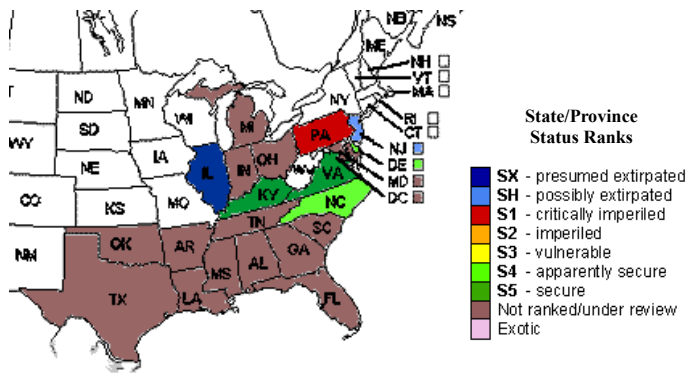 NB
NS
ME
NH
VT
MA
ND
MN
NY
RI
WI
MI
SD
CT
WY
PA
NJ
IA
DE
NE
OH
IL
IN
MD
W
VA
CO
DC
KS
MO
KY
NC
TN
OK
AR
SC
NM
MS
AL
GA
TX
LA
FL
State/Province
Status Ranks
SX - presumed extirpated
SH - possibly extirpated
S1 - critically imperiled
S2 - imperiled
S3 - vulnerable
S4 - apparently secure
S5 - secure
Not ranked/under review
Exotic